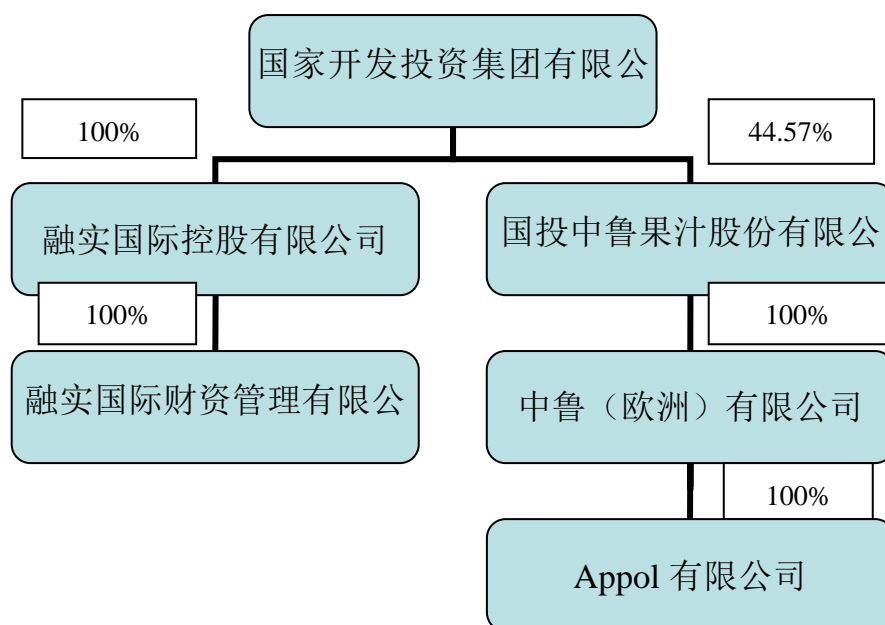 国家开发投资集团有限公
100%
44.57%
融实国际控股有限公司
国投中鲁果汁股份有限公
100%
100%
融实国际财资管理有限公
中鲁（欧洲）有限公司
100%
Appol 有限公司